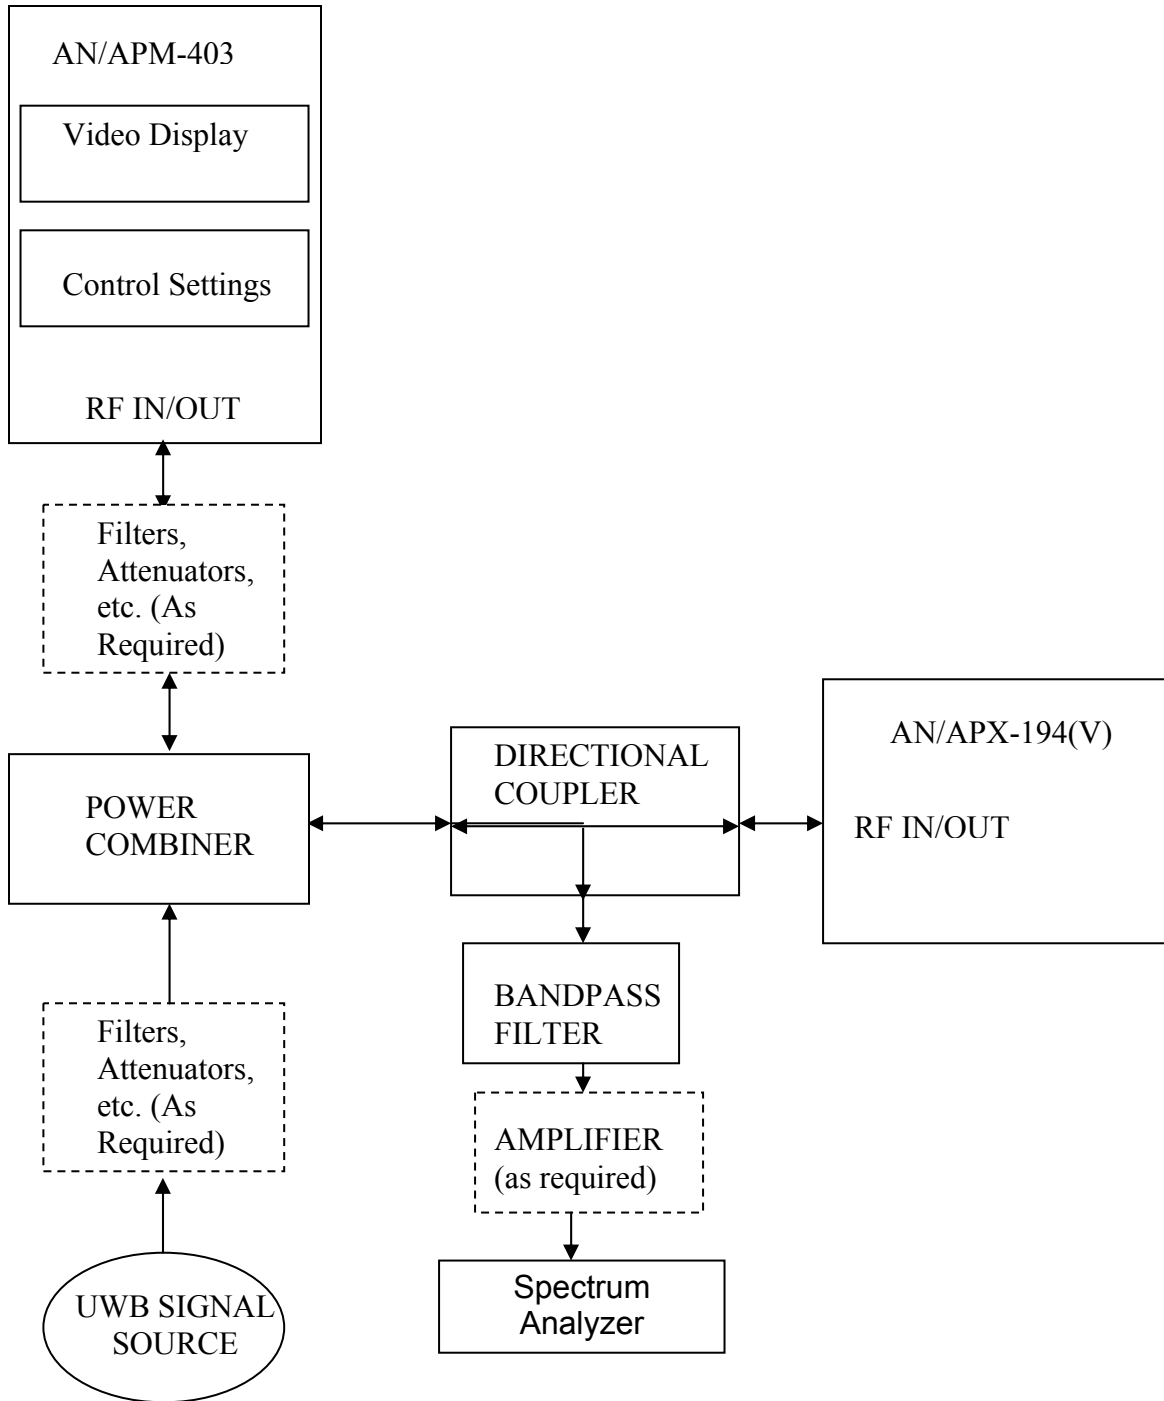 AN/APM-403
Video Display
Control Settings
RF IN/OUT
Filters,
Attenuators,
etc. (As
Required)
POWER
COMBINER
DIRECTIONAL
COUPLER
AN/APX-194(V)
RF IN/OUT
BANDPASS
FILTER
Filters,
Attenuators,
etc. (As
Required)
AMPLIFIER
(as required)
UWB SIGNAL
SOURCE
Spectrum
Analyzer